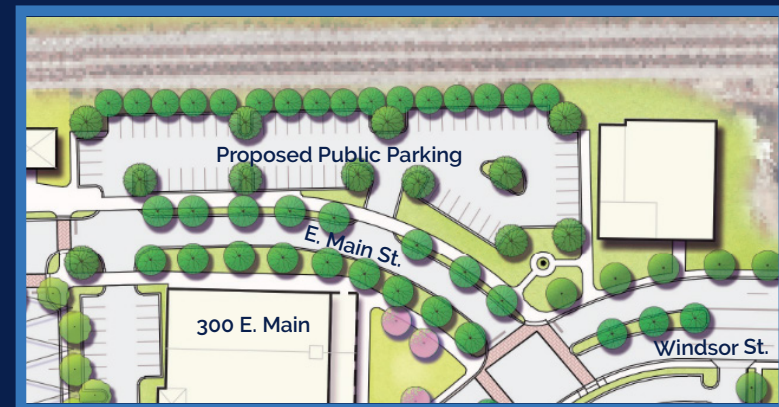 Proposed Public Parking
E. Main St.
300 E. Main
Windsor St.